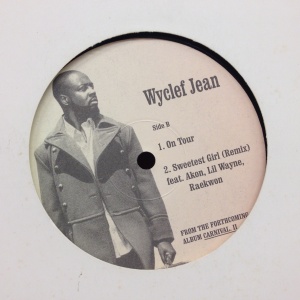 Wyclef Jean
Side B
1. On Tour
2. Sweetest Girl (Remix)
feat. Akon, Lil Wayne,
Raekwon
FROM THE FORTHCOMING
ALBUM CARNIVAL II